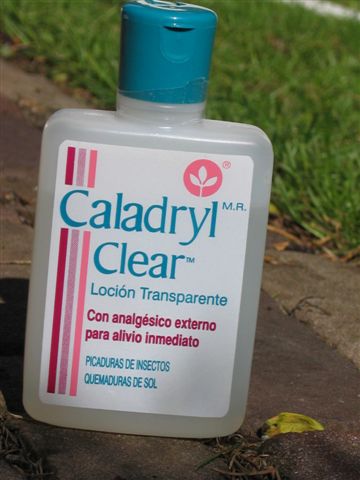 ®
Caladryl M.R.
Clear™
Loción Transparente
Con analgésico externo
para alivio inmediato
PICADURAS DE INSECTOS
QUEMADURAS DE SOL